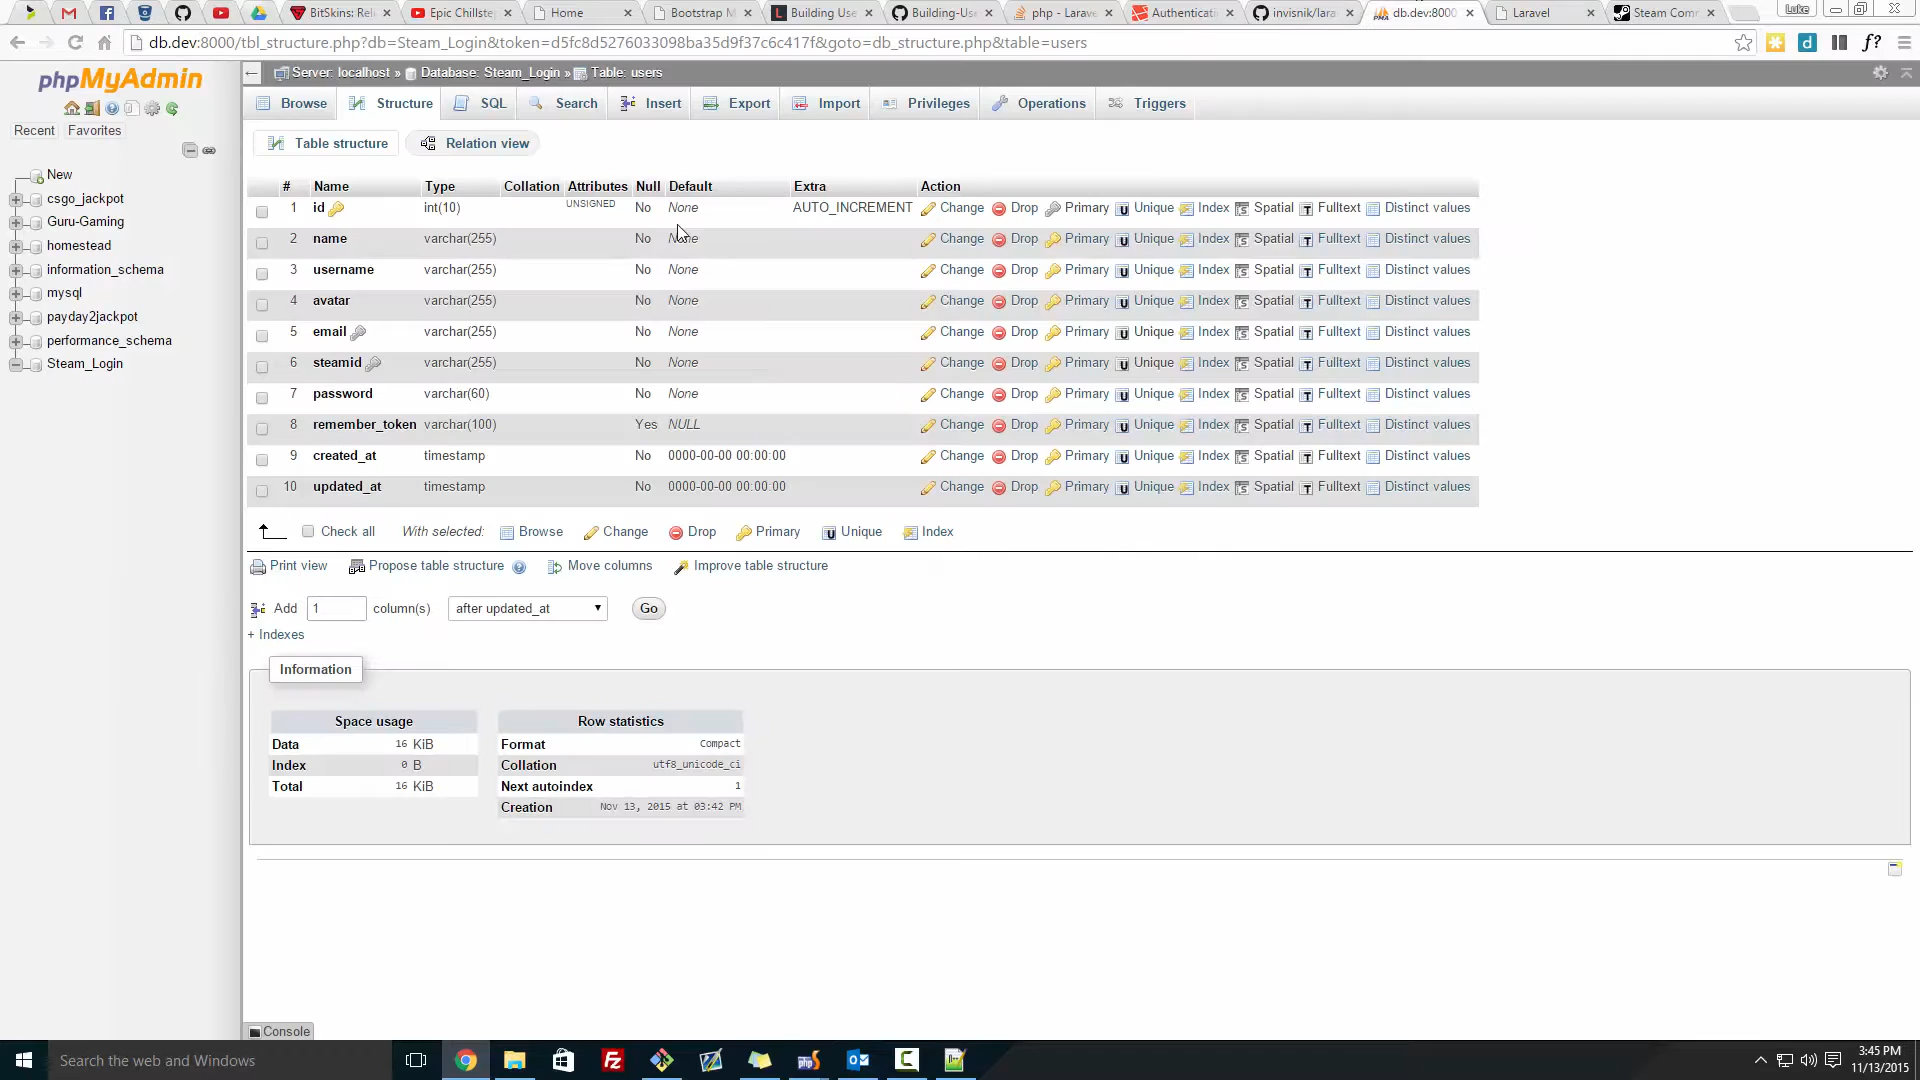 BitSkins: Rel
Epic Chillste
Home
Bootstrap M
Building Use
Building-Us
php - Larav
Authenticati
invisnik/lara
db.dev:8000
Laravel
Steam Com
Luke
db.dev:8000/tbl_structure.php?db=Steam_Login&token=d5fc8d5276033098ba35d9f37c6c417f&goto=db_structure.php&table=users
phpMyAdmin
Recent Favorites
New
csgo_jackpot
Guru-Gaming
homestead
information_schema
mysql
payday2jackpot
performance_schema
Steam_Login
Server: localhost » Database: Steam_Login » Table: users
Browse Structure SQL Search Insert Export Import Privileges Operations Triggers
Table structure Relation view
# Name Type Collation Attributes Null Default Extra Action
1 id int(10) UNSIGNED No None AUTO_INCREMENT Change Drop Primary Unique Index Spatial Fulltext Distinct values
2 name varchar(255) No None Change Drop Primary Unique Index Spatial Fulltext Distinct values
3 username varchar(255) No None Change Drop Primary Unique Index Spatial Fulltext Distinct values
4 avatar varchar(255) No None Change Drop Primary Unique Index Spatial Fulltext Distinct values
5 email varchar(255) No None Change Drop Primary Unique Index Spatial Fulltext Distinct values
6 steamid varchar(255) No None Change Drop Primary Unique Index Spatial Fulltext Distinct values
7 password varchar(60) No None Change Drop Primary Unique Index Spatial Fulltext Distinct values
8 remember_token varchar(100) Yes NULL Change Drop Primary Unique Index Spatial Fulltext Distinct values
9 created_at timestamp No 0000-00-00 00:00:00 Change Drop Primary Unique Index Spatial Fulltext Distinct values
10 updated_at timestamp No 0000-00-00 00:00:00 Change Drop Primary Unique Index Spatial Fulltext Distinct values
Check all With selected: Browse Change Drop Primary Unique Index
Print view Propose table structure Move columns Improve table structure
Add 1 column(s) after updated_at Go
+ Indexes
Information
Space usage
Data 16 KiB
Index 0 B
Total 16 KiB
Row statistics
Format Compact
Collation utf8_unicode_ci
Next autoindex 1
Creation Nov 13, 2015 at 03:42 PM
Console
Search the web and Windows
3:45 PM
11/13/2015